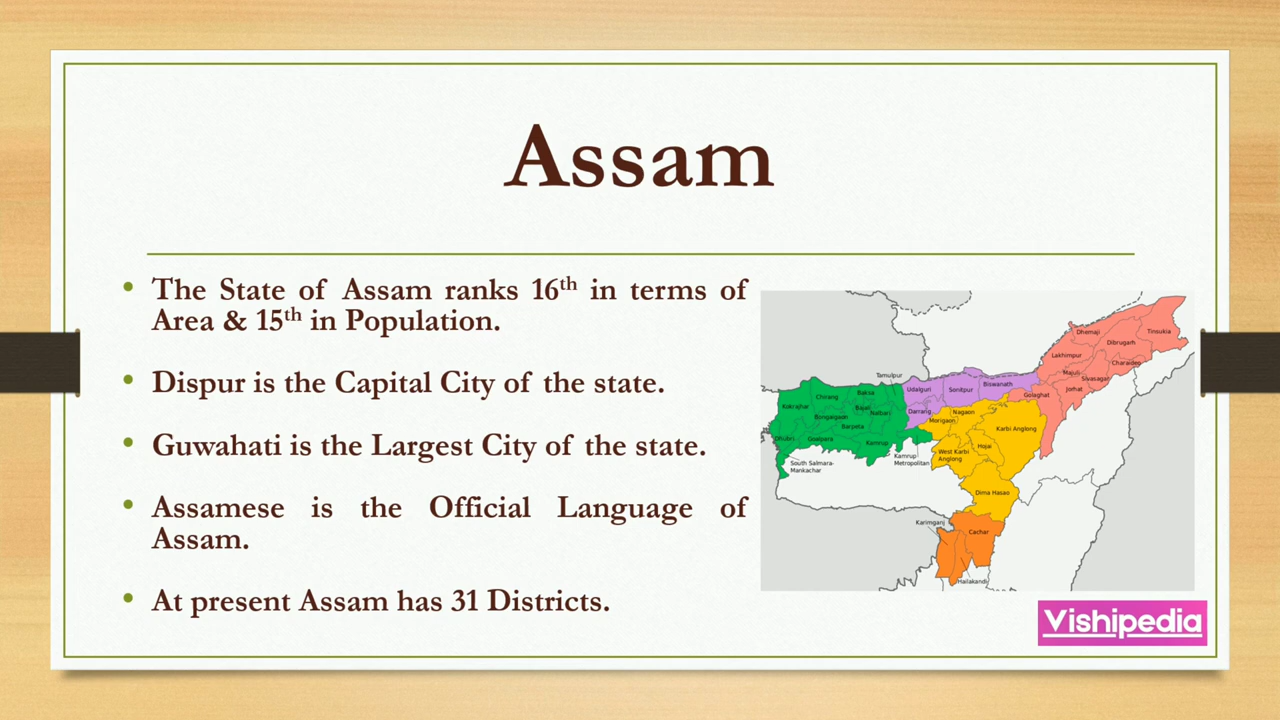 Assam
• The State of Assam ranks 16th in terms of
Area & 15th in Population.
• Dispur is the Capital City of the state.
• Guwahati is the Largest City of the state.
• Assamese is the Official Language of
Assam.
• At present Assam has 31 Districts.
Dhemaji
Tinsukia
Dibrugarh
Lakhimpur
Charaideo
Majuli
Sivasagar
Jorhat
Golaghat
Tamulpur
Udalguri
Sonitpur
Biswanath
Chirang
Baksa
Kokrajhar
Bajali
Nalbari
Bongaigaon
Barpeta
Darrang
Nagaon
Morigaon
Karbi Anglong
Dhubri
Goalpara
Kamrup
Hojai
West Karbi
Anglong
Kamrup
Metropolitan
South Salmara-
Mankachar
Dima Hasao
Karimganj
Cachar
Hailakandi
Vishipedia